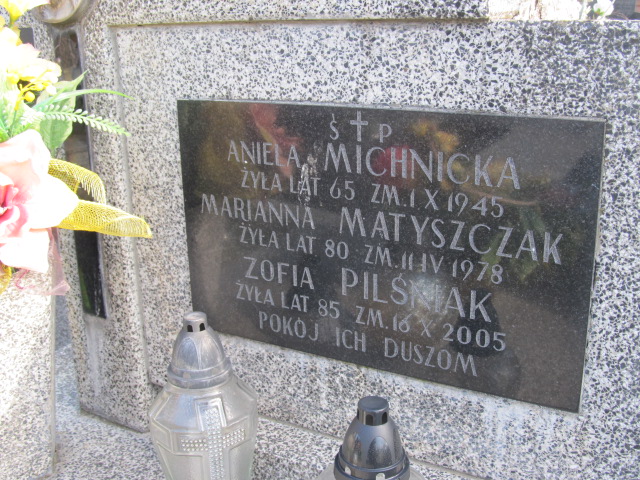 Ś † P
ANIELA MICHNICKA
ŻYŁA LAT 65 ZM. 1 X 1945
MARIANNA MATYSZCZAK
ŻYŁA LAT 80 ZM. 11 IV 1978
ZOFIA PILŚNIAK
ŻYŁA LAT 85 ZM. 16 X 2005
POKÓJ ICH DUSZOM